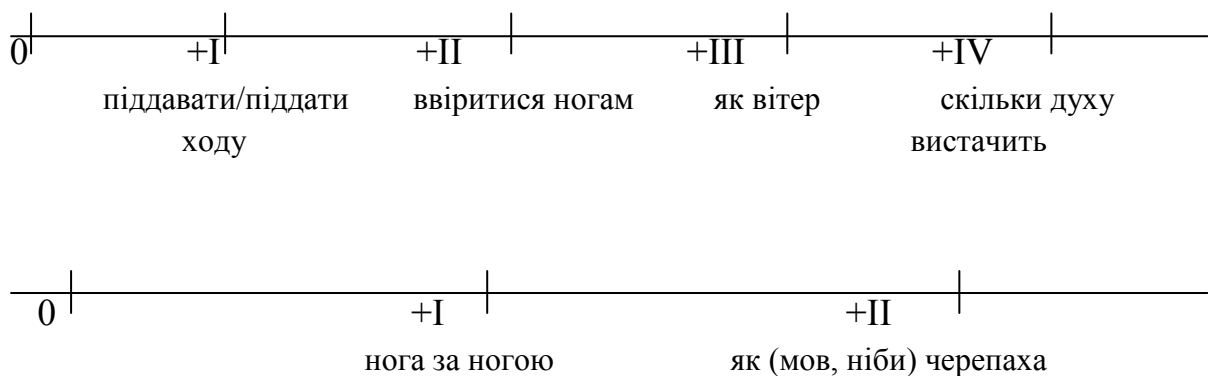 0 +I +II +III +IV
піддавати/піддати ввіритися ногам як вітер скільки духу
ходу вистачить
0 +I +II
нога за ногою як (мов, ніби) черепаха